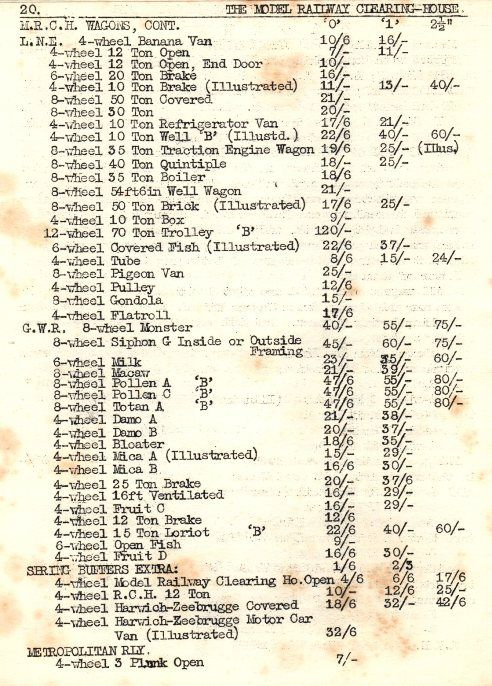 20. THE MODEL RAILWAY CLEARING-HOUSE.
M.R.C.H. WAGONS, CONT. '0' '1' 2½"
L.N.E. 4-wheel Banana Van 10/6 16/-
4-wheel 12 Ton Open 7/- 11/-
4-wheel 12 Ton Open, End Door 10/-
6-wheel 20 Ton Brake 16/-
4-wheel 10 Ton Brake (Illustrated) 11/- 13/- 40/-
8-wheel 50 Ton Covered 21/-
8-wheel 30 Ton 20/-
4-wheel 10 Ton Refrigerator Van 17/6 21/-
4-wheel 10 Ton Well 'B' (Illustd.) 22/6 40/- 60/-
8-wheel 35 Ton Traction Engine Wagon 19/6 25/- (Illus.)
8-wheel 40 Ton Quintiple 18/- 25/-
8-wheel 35 Ton Boiler 18/6
8-wheel 54ft6in Well Wagon 21/-
8-wheel 50 Ton Brick (Illustrated) 17/6 25/-
4-wheel 10 Ton Box 9/-
12-wheel 70 Ton Trolley 'B' 120/-
6-wheel Covered Fish (Illustrated) 22/6 37/-
4-wheel Tube 8/6 15/- 24/-
8-wheel Pigeon Van 25/-
4-wheel Pulley 12/6
8-wheel Gondola 15/-
4-wheel Flatroll 17/6
G.W.R. 8-wheel Monster 40/- 55/- 75/-
8-wheel Siphon G Inside or Outside 45/- 60/- 75/-
Framing
6-wheel Milk 23/- 35/- 60/-
8-wheel Macaw 21/- 39/-
8-wheel Pollen A 'B' 47/6 55/- 80/-
8-wheel Pollen C 'B' 47/6 55/- 80/-
8-wheel Totan A 'B' 47/6 55/- 80/-
4-wheel Damo A 21/- 38/-
4-wheel Damo B 20/- 37/-
4-wheel Bloater 18/6 35/-
4-wheel Mica A (Illustrated) 15/- 29/-
4-wheel Mica B 16/6 30/-
4-wheel 25 Ton Brake 20/- 37/6
4-wheel 16ft Ventilated 16/- 29/-
4-wheel Fruit C 16/- 29/-
4-wheel 12 Ton Brake 12/6
4-wheel 15 Ton Loriot 'B' 22/6 40/- 60/-
6-wheel Open Fish 9/-
4-wheel Fruit D 16/6 30/-
SPRING BUFFERS EXTRA: 1/6 2/3
4-wheel Model Railway Clearing Ho.Open 4/6 6/6 17/6
4-wheel R.C.H. 12 Ton 10/- 12/6 25/-
4-wheel Harwich-Zeebrugge Covered 18/6 32/- 42/6
4-wheel Harwich-Zeebrugge Motor Car
Van (Illustrated) 32/6
METROPOLITAN RLY.
4-wheel 3 Plank Open 7/-